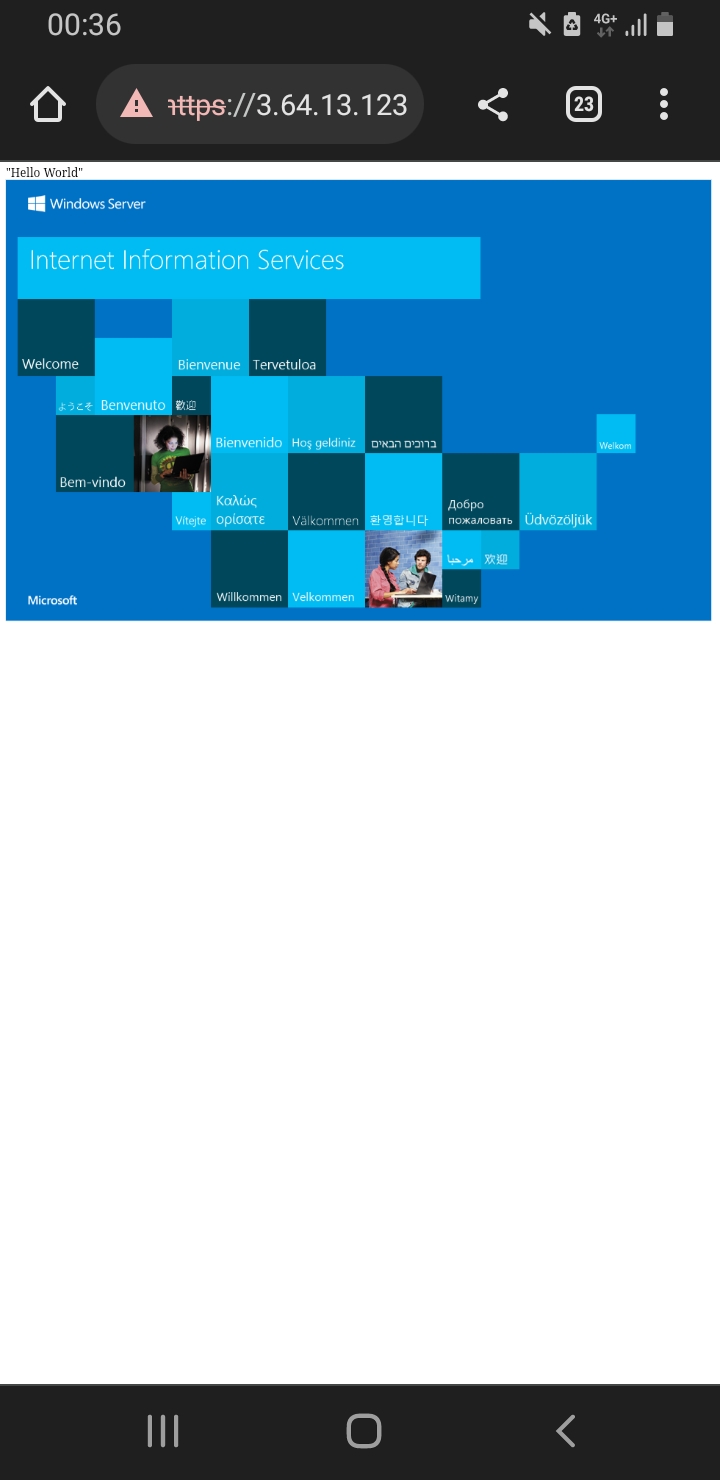 00:36
4G+
https://3.64.13.123
23
"Hello World"
Windows Server
Internet Information Services
Welcome
Bienvenue
Tervetuloa
ようこそ
Benvenuto
歡迎
Bienvenido
Hoş geldiniz
ברוכים הבאים
Welkom
Bem-vindo
Vítejte
Καλώς
ορίσατε
Välkommen
환영합니다
Добро
пожаловать
Üdvözöljük
Willkommen
Velkommen
مرحبا
欢迎
Witamy
Microsoft